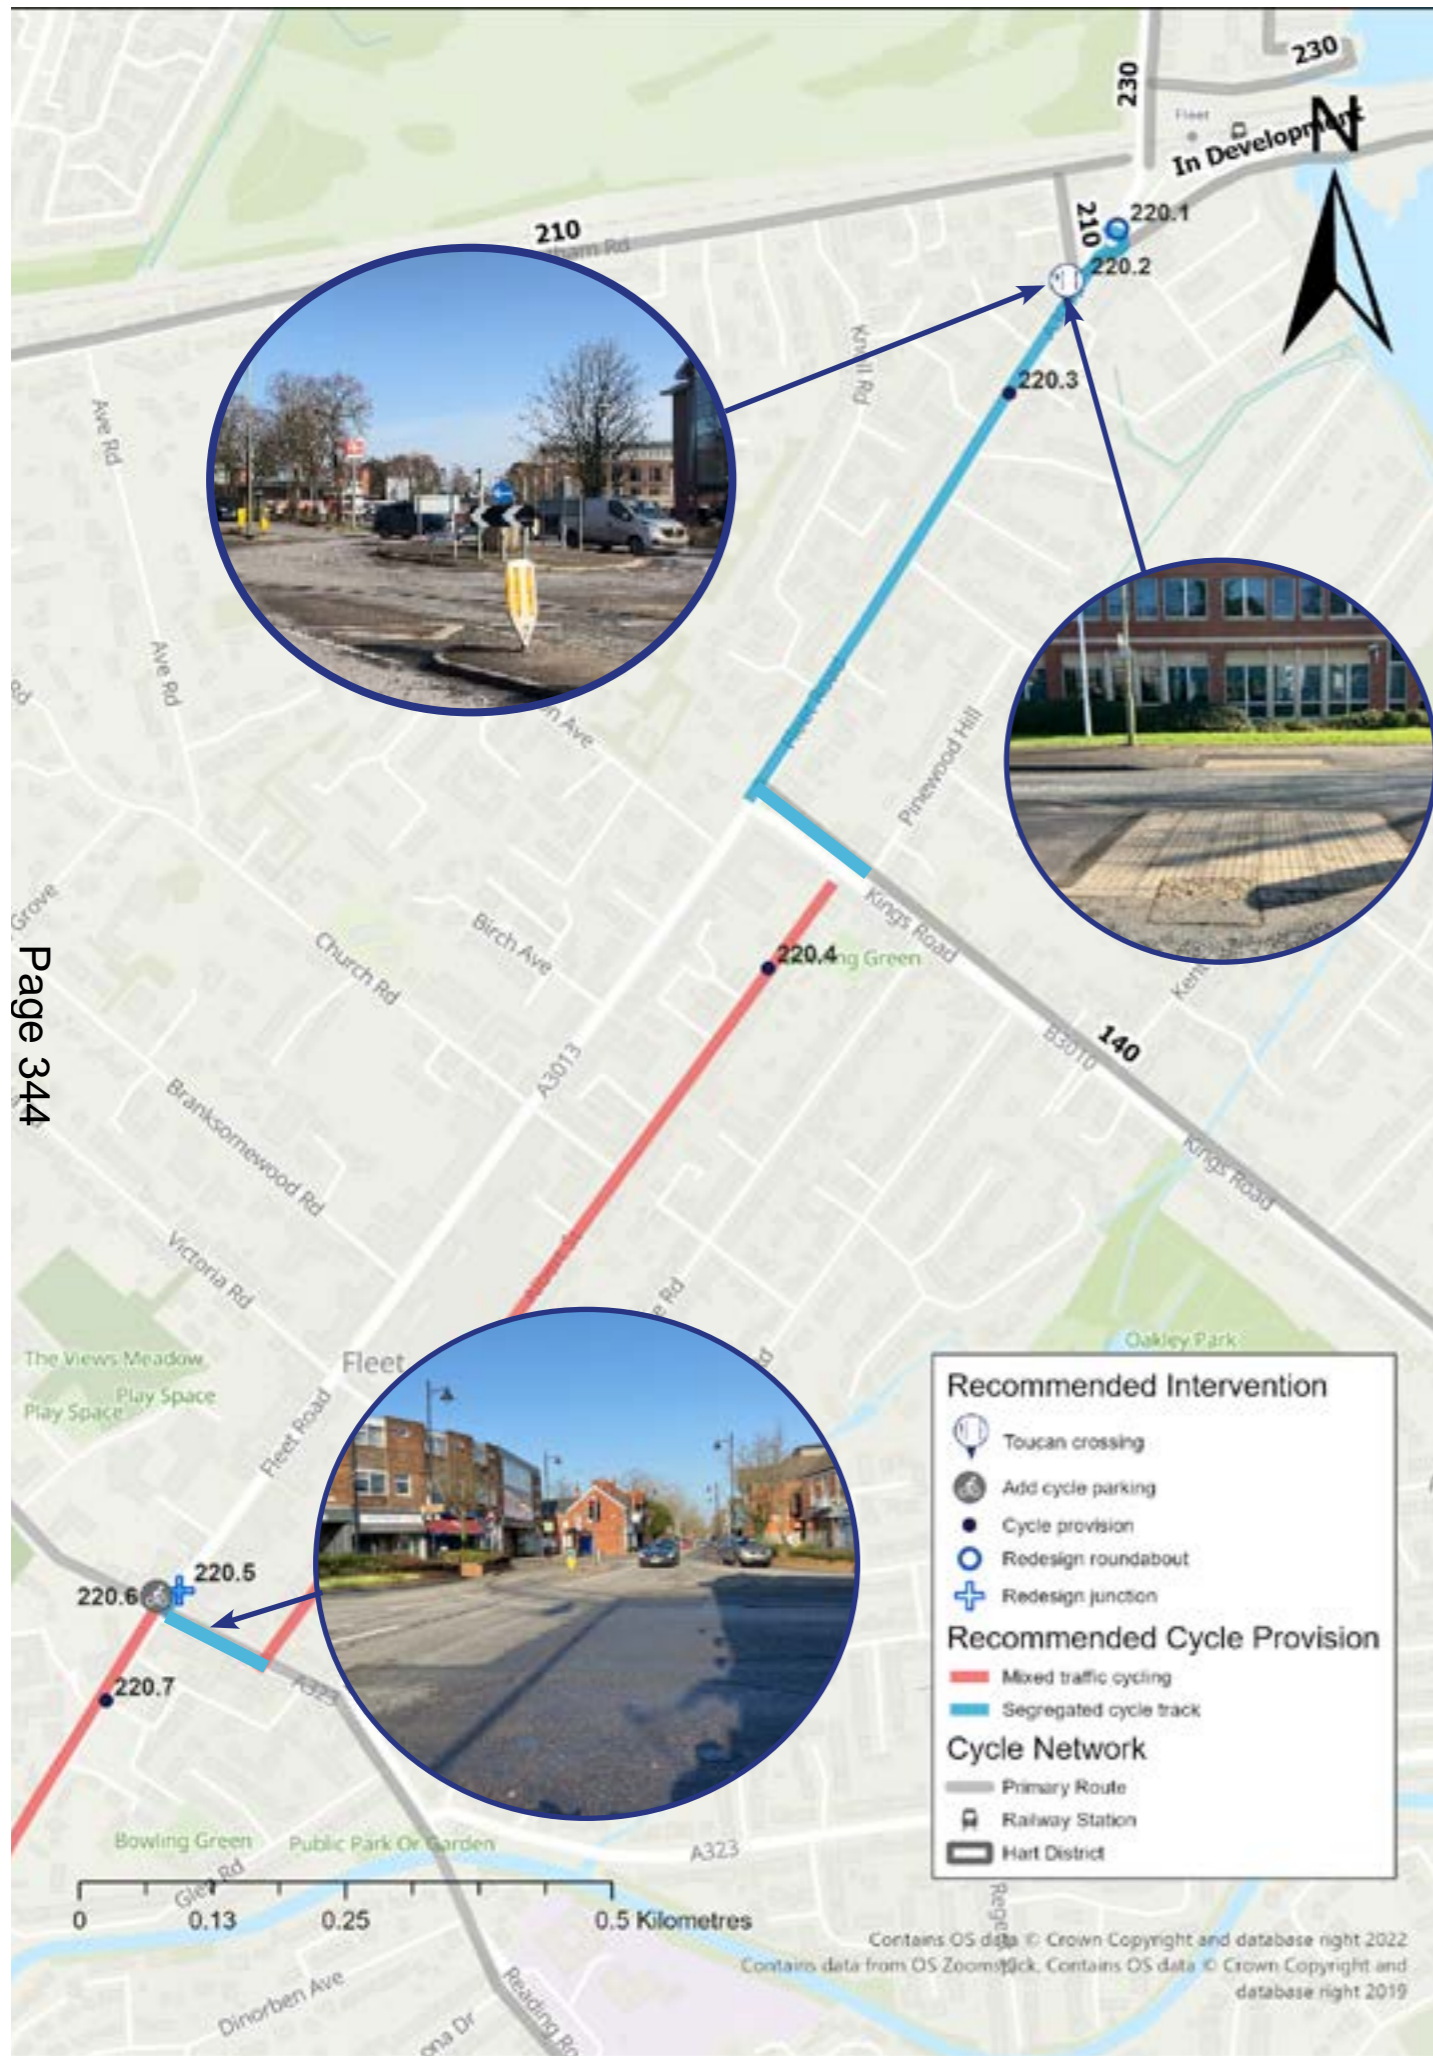 230
230
Fleet
In Development
N
210
210
220.1
220.2
220.3
Ave Rd
Ave Rd
Pinewood Hill
Kings Road
Birch Ave
220.4
Church Rd
A3013
B3010
140
Kings Road
Grove
Page 344
Branksomewood Rd
Victoria Rd
Oakley Park
The Views Meadow
Play Space
Play Space
Fleet
Fleet Road
220.5
220.6
220.7
A323
Bowling Green
Public Park Or Garden
A323
0
0.13
0.25
0.5 Kilometres
Dinorben Ave
Recommended Intervention
Toucan crossing
Add cycle parking
Cycle provision
Redesign roundabout
Redesign junction
Recommended Cycle Provision
Mixed traffic cycling
Segregated cycle track
Cycle Network
Primary Route
Railway Station
Hart District
Contains OS data © Crown Copyright and database right 2022
Contains data from OS Zoomstack. Contains OS data © Crown Copyright and
database right 2019